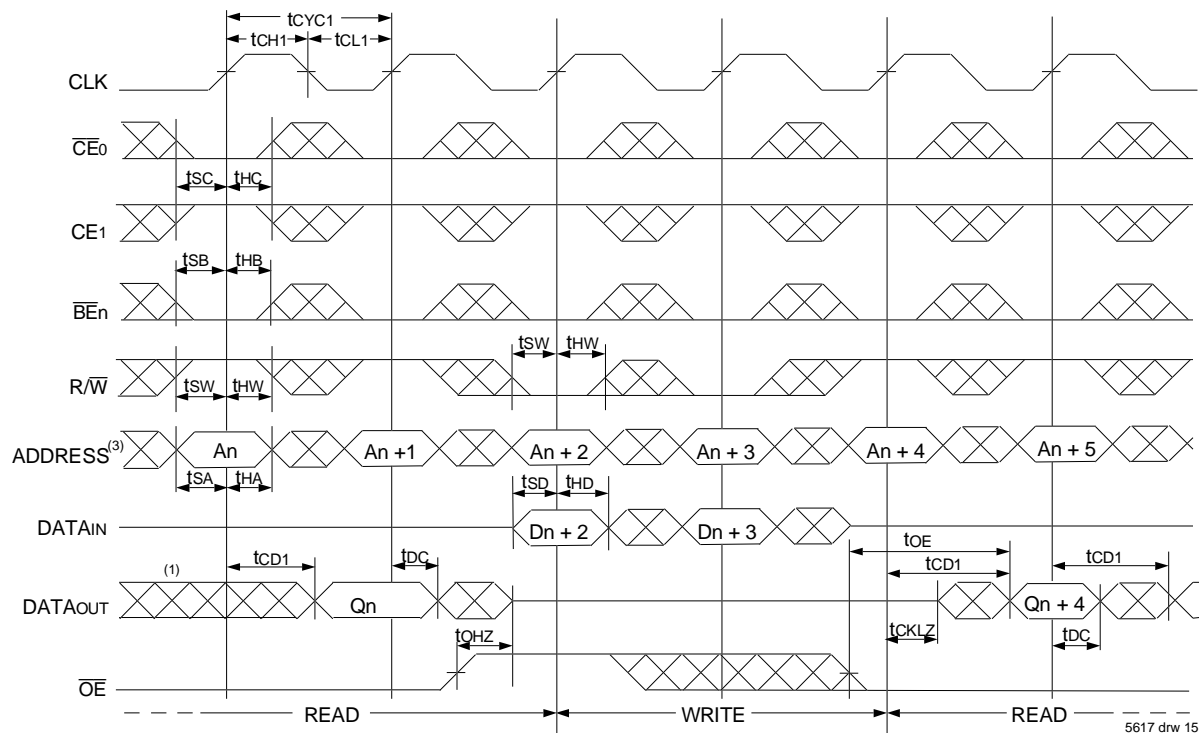 tCYC1
tCH1 tCL1
CLK
CE0
tSC tHC
CE1
tSB tHB
BEn
tSW tHW
R/W
tSW tHW
ADDRESS(3) An An +1 An + 2 An + 3 An + 4 An + 5
tSA tHA
tSD tHD
DATAIN Dn + 2 Dn + 3
tOE
(1) tCD1 tDC tCD1 tCD1
DATAOUT Qn Qn + 4
tOHZ tCKLZ tDC
OE
READ WRITE READ
5617 drw 15